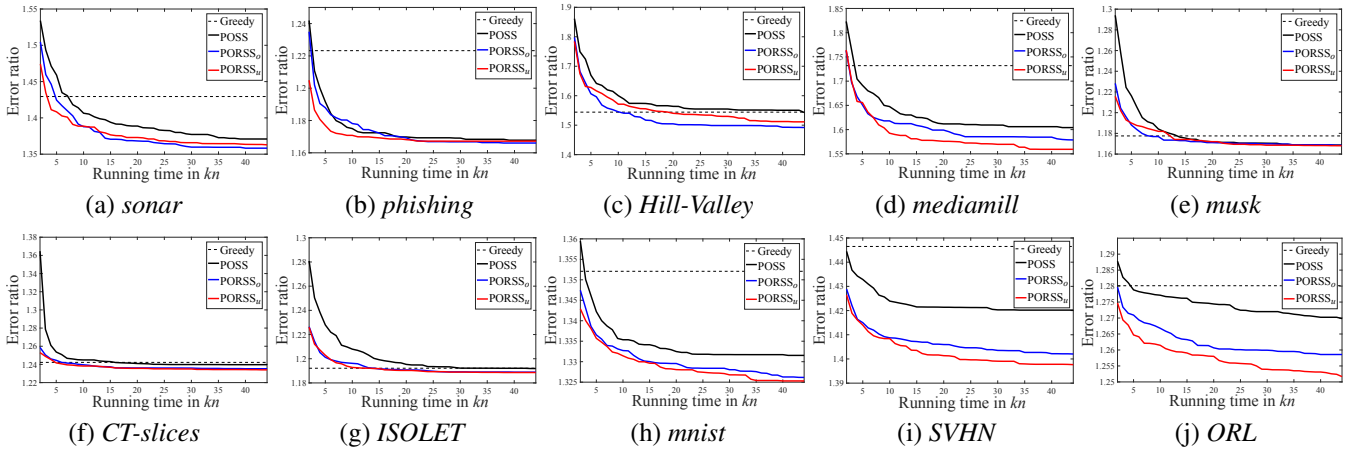 1.55
1.5
1.45
1.4
1.35
Error ratio
5 10 15 20 25 30 35 40
Running time in kn
Greedy
POSS
PORSSo
PORSSu
(a) sonar
1.24
1.22
1.2
1.18
1.16
Error ratio
5 10 15 20 25 30 35 40
Running time in kn
Greedy
POSS
PORSSo
PORSSu
(b) phishing
1.9
1.8
1.7
1.6
1.5
1.4
Error ratio
5 10 15 20 25 30 35 40
Running time in kn
Greedy
POSS
PORSSo
PORSSu
(c) Hill-Valley
1.85
1.8
1.75
1.7
1.65
1.6
1.55
Error ratio
5 10 15 20 25 30 35 40
Running time in kn
Greedy
POSS
PORSSo
PORSSu
(d) mediamill
1.3
1.28
1.26
1.24
1.22
1.2
1.18
1.16
Error ratio
5 10 15 20 25 30 35 40
Running time in kn
Greedy
POSS
PORSSo
PORSSu
(e) musk
1.38
1.36
1.34
1.32
1.3
1.28
1.26
1.24
1.22
Error ratio
5 10 15 20 25 30 35 40
Running time in kn
Greedy
POSS
PORSSo
PORSSu
(f) CT-slices
1.3
1.28
1.26
1.24
1.22
1.2
1.18
Error ratio
5 10 15 20 25 30 35 40
Running time in kn
Greedy
POSS
PORSSo
PORSSu
(g) ISOLET
1.36
1.355
1.35
1.345
1.34
1.335
1.33
1.325
Error ratio
5 10 15 20 25 30 35 40
Running time in kn
Greedy
POSS
PORSSo
PORSSu
(h) mnist
1.45
1.44
1.43
1.42
1.41
1.4
1.39
Error ratio
5 10 15 20 25 30 35 40
Running time in kn
Greedy
POSS
PORSSo
PORSSu
(i) SVHN
1.29
1.285
1.28
1.275
1.27
1.265
1.26
1.255
1.25
Error ratio
5 10 15 20 25 30 35 40
Running time in kn
Greedy
POSS
PORSSo
PORSSu
(j) ORL